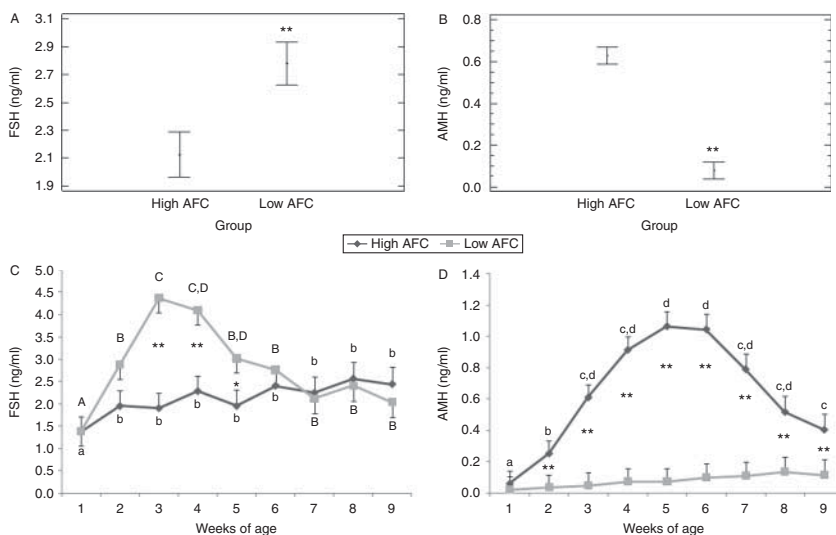 A
3.1
2.9
2.7
2.5
2.3
2.1
1.9
FSH (ng/ml)
**
High AFC Low AFC
Group
B
0.8
0.6
0.4
0.2
0.0
AMH (ng/ml)
**
High AFC Low AFC
Group
High AFC Low AFC
C
5.0
4.5
4.0
3.5
3.0
2.5
2.0
1.5
1.0
0.5
0.0
FSH (ng/ml)
C
C,D
B
B,D
B
b b b
** **
*
A
b b b b b
B B B
a
1 2 3 4 5 6 7 8 9
Weeks of age
D
1.4
1.2
1.0
0.8
0.6
0.4
0.2
0
AMH (ng/ml)
d d
c,d c,d
c,d c,d
c
b
a
** ** ** ** ** ** ** **
1 2 3 4 5 6 7 8 9
Weeks of age